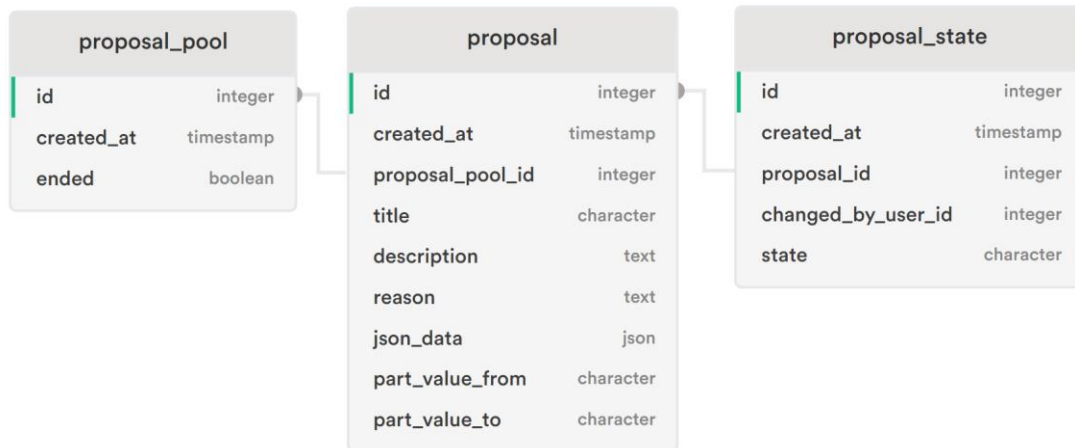 proposal_pool
id integer
created_at timestamp
ended boolean
proposal
id integer
created_at timestamp
proposal_pool_id integer
title character
description text
reason text
json_data json
part_value_from character
part_value_to character
proposal_state
id integer
created_at timestamp
proposal_id integer
changed_by_user_id integer
state character